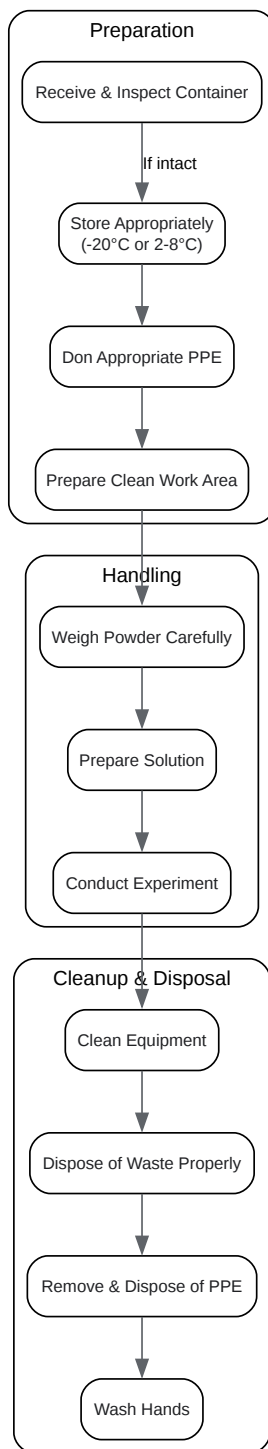 Preparation
Receive & Inspect Container
If intact
Store Appropriately
(-20°C or 2-8°C)
Don Appropriate PPE
Prepare Clean Work Area
Handling
Weigh Powder Carefully
Prepare Solution
Conduct Experiment
Cleanup & Disposal
Clean Equipment
Dispose of Waste Properly
Remove & Dispose of PPE
Wash Hands